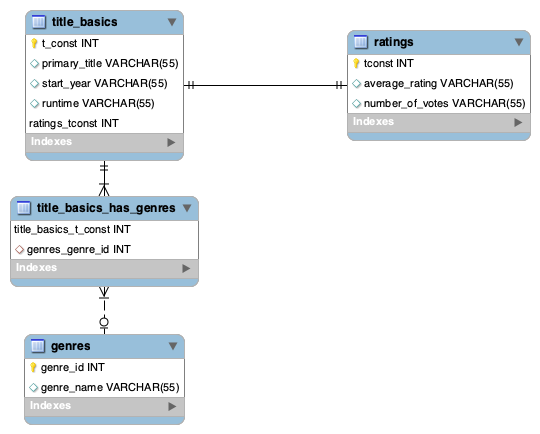 title_basics
t_const INT
primary_title VARCHAR(55)
start_year VARCHAR(55)
runtime VARCHAR(55)
ratings_tconst INT
Indexes
ratings
tconst INT
average_rating VARCHAR(55)
number_of_votes VARCHAR(55)
Indexes
title_basics_has_genres
title_basics_t_const INT
genres_genre_id INT
Indexes
genres
genre_id INT
genre_name VARCHAR(55)
Indexes